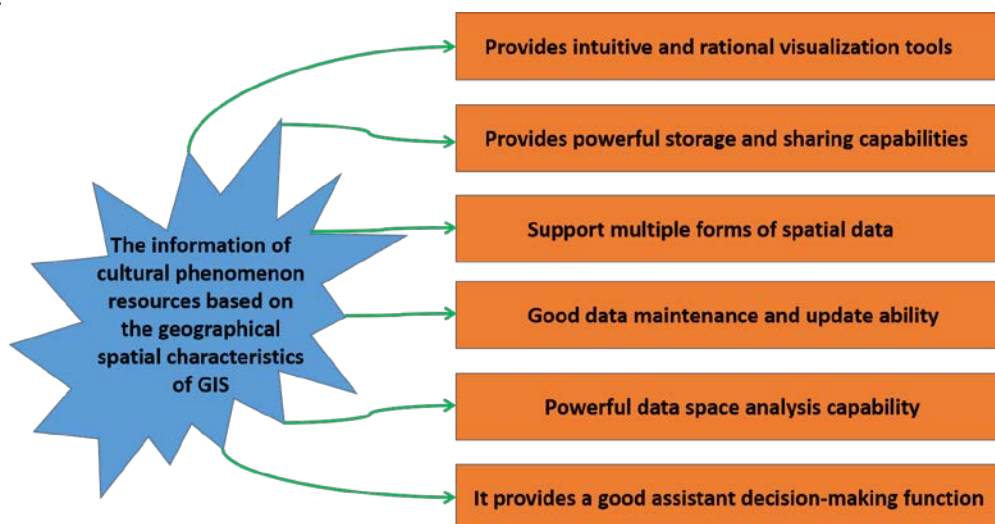 Provides intuitive and rational visualization tools
Provides powerful storage and sharing capabilities
Support multiple forms of spatial data
Good data maintenance and update ability
Powerful data space analysis capability
It provides a good assistant decision-making function
The information of
cultural phenomenon
resources based on
the geographical
spatial characteristics
of GIS